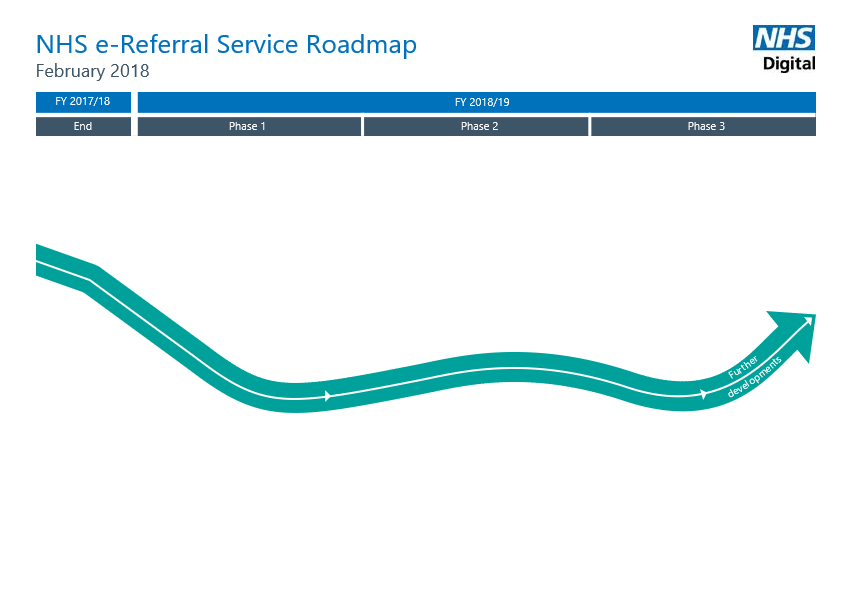 NHS e-Referral Service Roadmap
February 2018
NHS
Digital
FY 2017/18
FY 2018/19
End
Phase 1
Phase 2
Phase 3
Further
developments